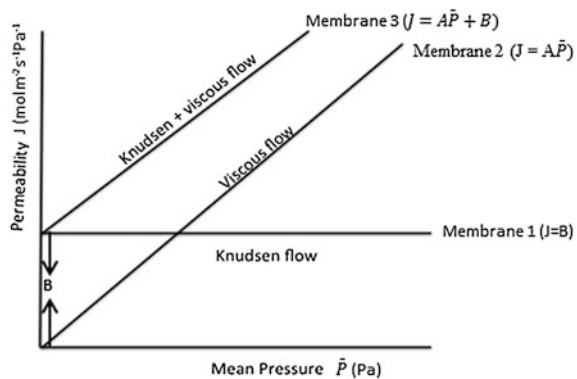 Membrane 3 (J = AP̄ + B)
Membrane 2 (J = AP̄)
Permeability J (molm⁻²s⁻¹Pa⁻¹)
Knudsen + viscous flow
Viscous flow
Membrane 1 (J=B)
Knudsen flow
B
Mean Pressure P̄ (Pa)